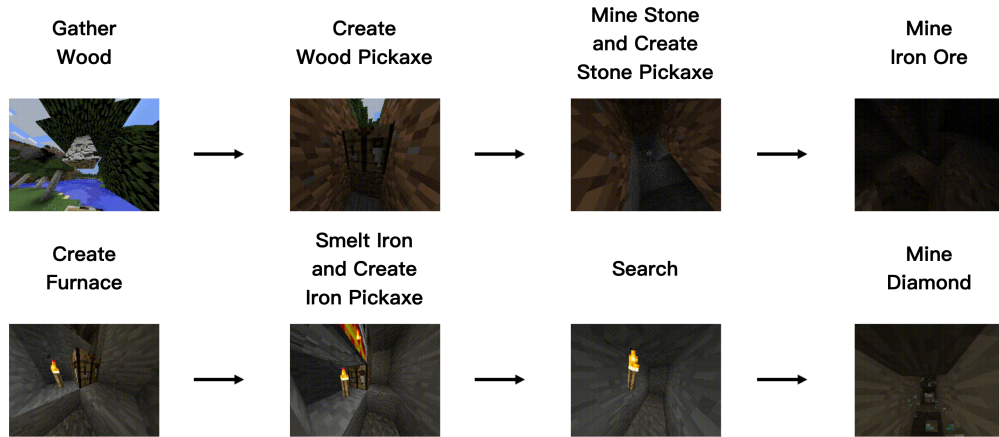 Gather
Wood
Create
Wood Pickaxe
Mine Stone
and Create
Stone Pickaxe
Mine
Iron Ore
Create
Furnace
Smelt Iron
and Create
Iron Pickaxe
Search
Mine
Diamond